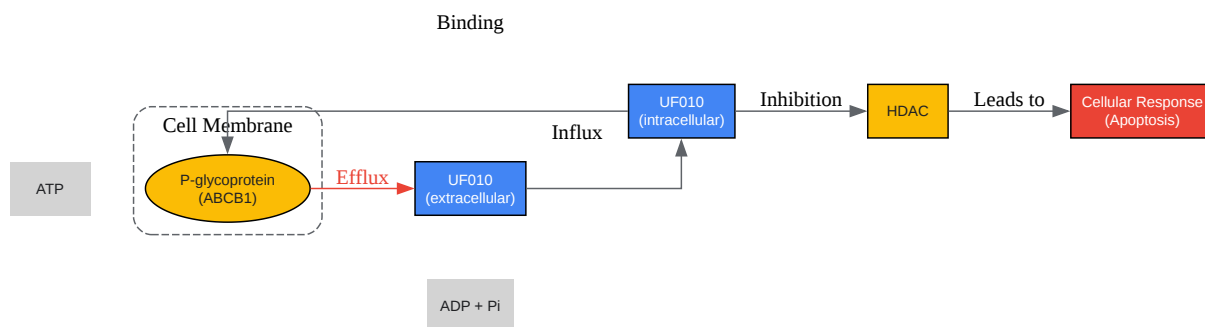 Binding
UF010
(intracellular)
Inhibition
HDAC
Leads to
Cellular Response
(Apoptosis)
Cell Membrane
Influx
ATP
P-glycoprotein
(ABCB1)
Efflux
UF010
(extracellular)
ADP + Pi